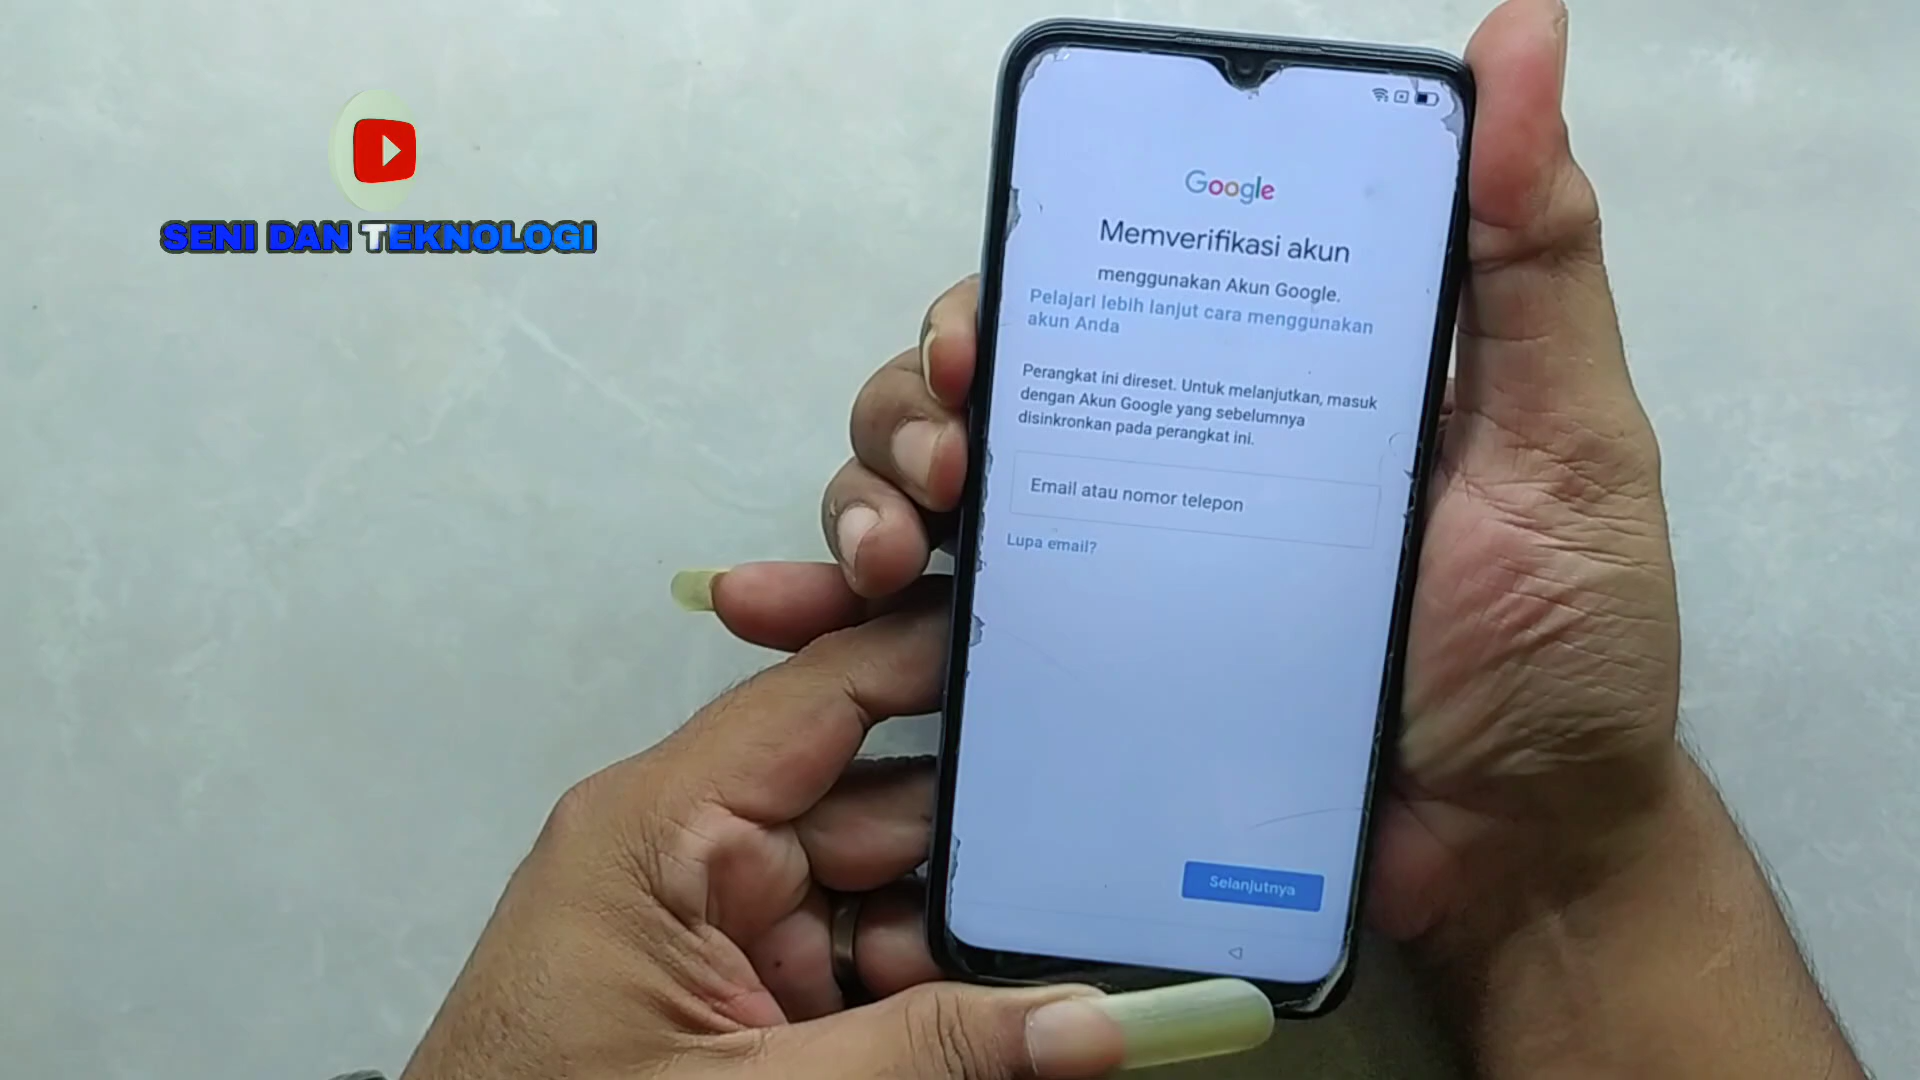 SENI DAN TEKNOLOGI
Google
Memverifikasi akun
menggunakan Akun Google.
Pelajari lebih lanjut cara menggunakan
akun Anda
Perangkat ini direset. Untuk melanjutkan, masuk
dengan Akun Google yang sebelumnya
disinkronkan pada perangkat ini.
Email atau nomor telepon
Lupa email?
Selanjutnya